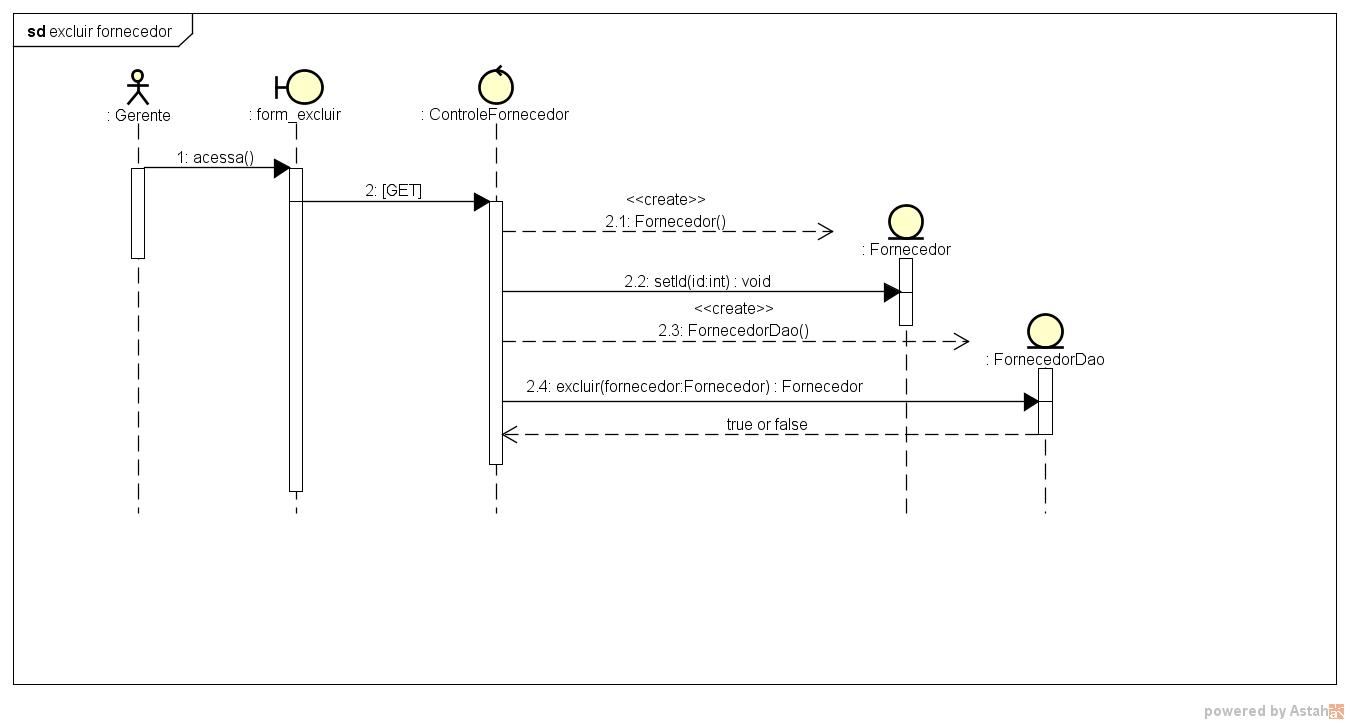 sd excluir fornecedor
: Gerente
: form_excluir
: ControleFornecedor
1: acessa()
2: [GET]
<<create>>
2.1: Fornecedor()
: Fornecedor
2.2: setId(id:int) : void
<<create>>
2.3: FornecedorDao()
: FornecedorDao
2.4: excluir(fornecedor:Fornecedor) : Fornecedor
true or false
powered by Astah